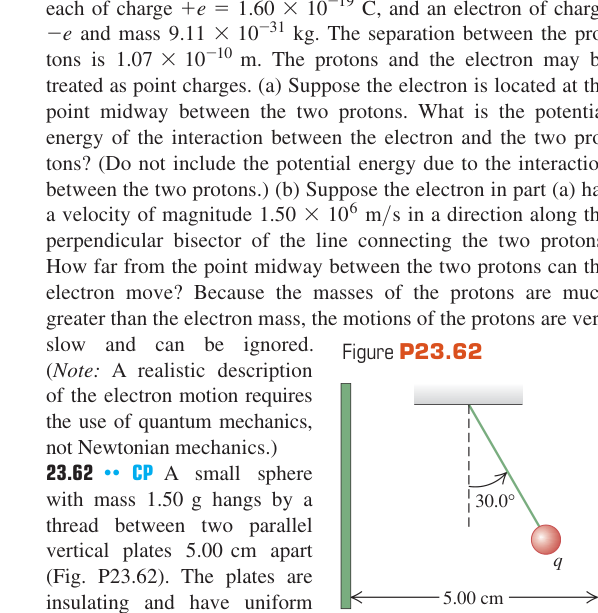 each of charge +e = 1.60 × 10⁻¹⁹ C, and an electron of charg
−e and mass 9.11 × 10⁻³¹ kg. The separation between the pro
tons is 1.07 × 10⁻¹⁰ m. The protons and the electron may b
treated as point charges. (a) Suppose the electron is located at th
point midway between the two protons. What is the potentia
energy of the interaction between the electron and the two pro
tons? (Do not include the potential energy due to the interactio
between the two protons.) (b) Suppose the electron in part (a) ha
a velocity of magnitude 1.50 × 10⁶ m/s in a direction along th
perpendicular bisector of the line connecting the two proton
How far from the point midway between the two protons can th
electron move? Because the masses of the protons are muc
greater than the electron mass, the motions of the protons are ver
slow and can be ignored.
(Note: A realistic description
of the electron motion requires
the use of quantum mechanics,
not Newtonian mechanics.)
23.62 •• CP A small sphere
with mass 1.50 g hangs by a
thread between two parallel
vertical plates 5.00 cm apart
(Fig. P23.62). The plates are
insulating and have uniform
Figure P23.62
30.0°
q
5.00 cm